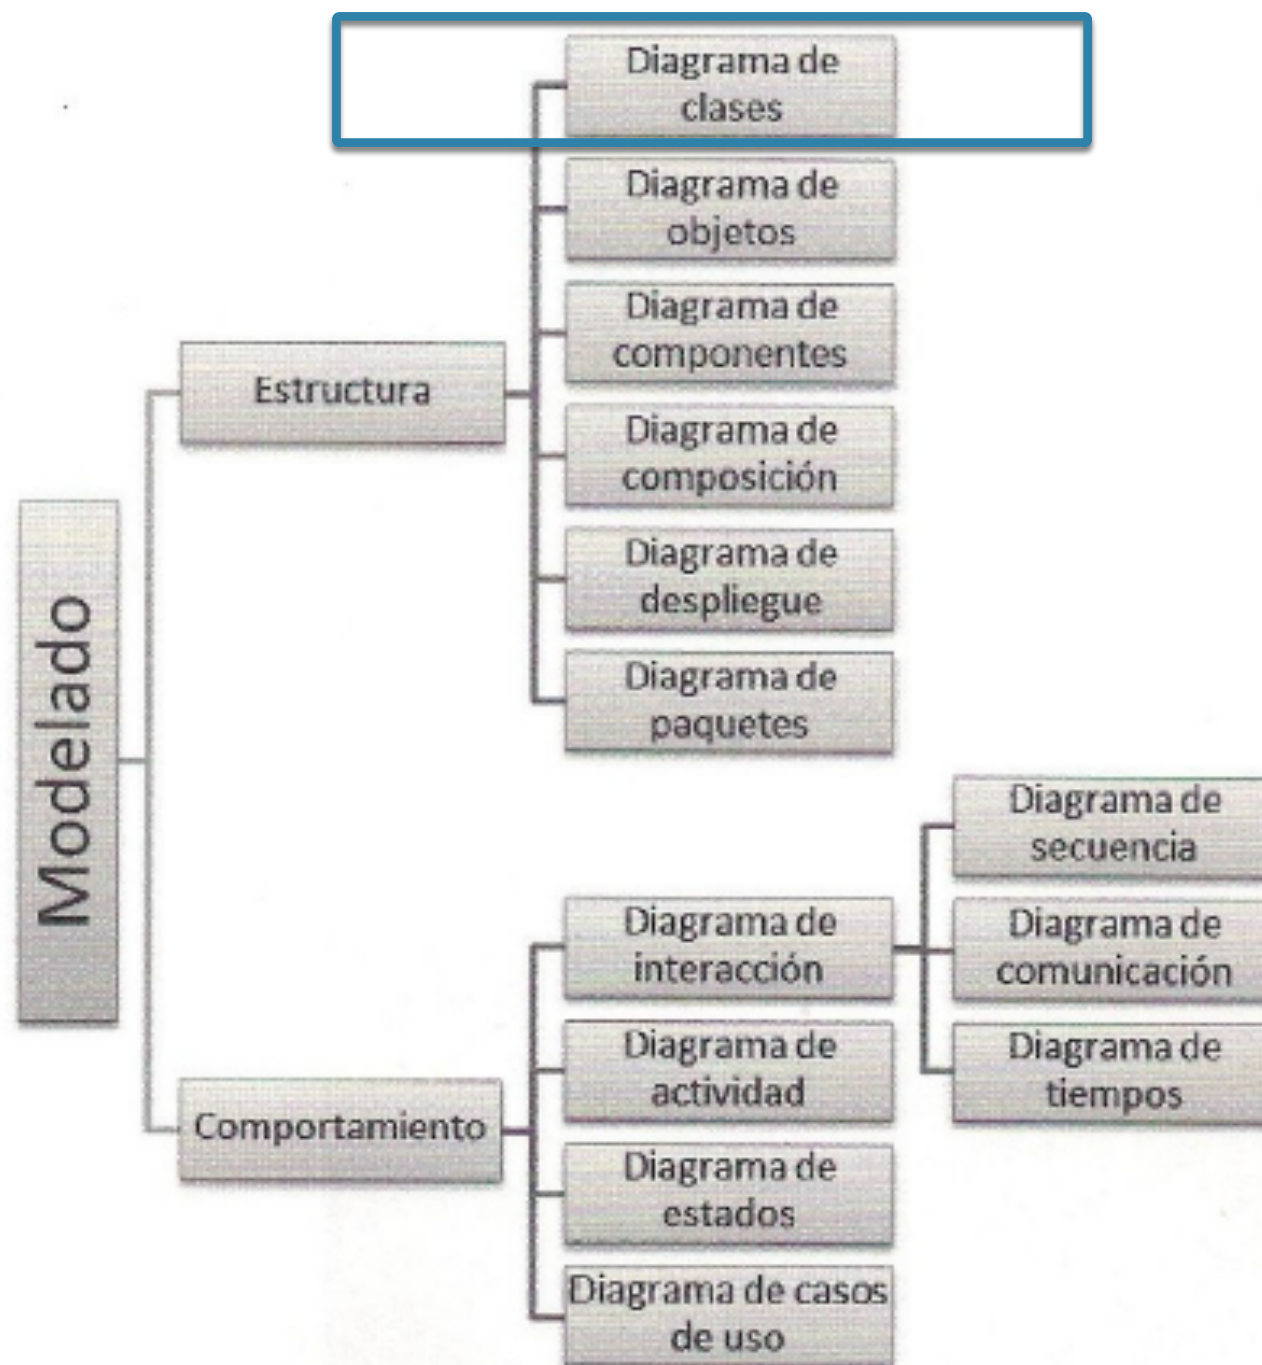 Diagrama de
clases
Diagrama de
objetos
Diagrama de
componentes
Estructura
Diagrama de
composición
Diagrama de
despliegue
Diagrama de
paquetes
Modelado
Diagrama de
secuencia
Diagrama de
interacción
Diagrama de
comunicación
Diagrama de
actividad
Diagrama de
tiempos
Comportamiento
Diagrama de
estados
Diagrama de casos
de uso